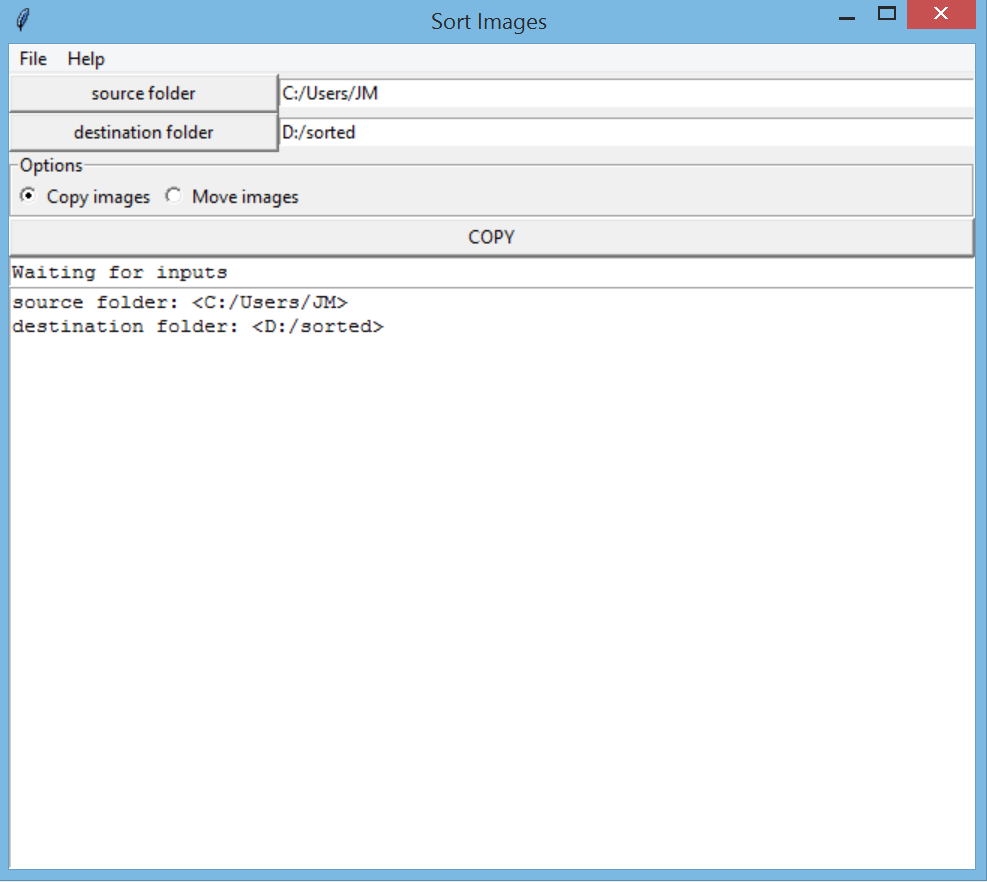 Sort Images
File Help
source folder C:/Users/JM
destination folder D:/sorted
Options
Copy images Move images
COPY
Waiting for inputs
source folder: <C:/Users/JM>
destination folder: <D:/sorted>